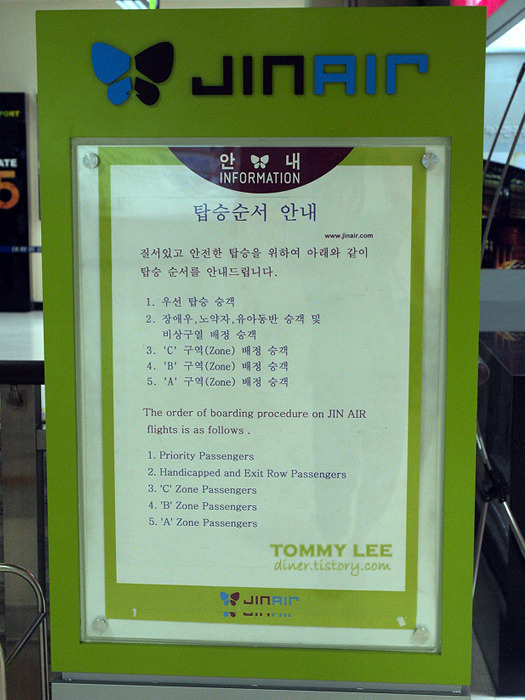 JINAIR
안 내
INFORMATION
탑승순서 안내
www.jinair.com
질서있고 안전한 탑승을 위하여 아래와 같이
탑승 순서를 안내드립니다.
1. 우선 탑승 승객
2. 장애우,노약자,유아동반 승객 및
비상구열 배정 승객
3. 'C' 구역(Zone) 배정 승객
4. 'B' 구역(Zone) 배정 승객
5. 'A' 구역(Zone) 배정 승객
The order of boarding procedure on JIN AIR
flights is as follows .
1. Priority Passengers
2. Handicapped and Exit Row Passengers
3. 'C' Zone Passengers
4. 'B' Zone Passengers
5. 'A' Zone Passengers
TOMMY LEE
diner.tistory.com
JINAIR
5